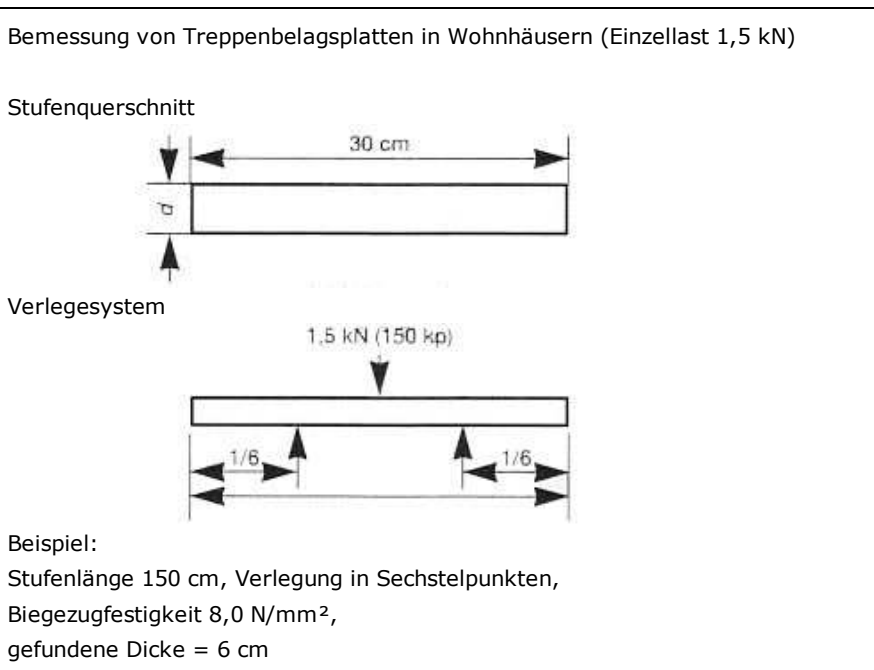 Bemessung von Treppenbelagsplatten in Wohnhäusern (Einzellast 1,5 kN)
Stufenquerschnitt
30 cm
d
Verlegesystem
1,5 kN (150 kp)
1/6
1/6
Beispiel:
Stufenlänge 150 cm, Verlegung in Sechstelpunkten,
Biegezugfestigkeit 8,0 N/mm²,
gefundene Dicke = 6 cm